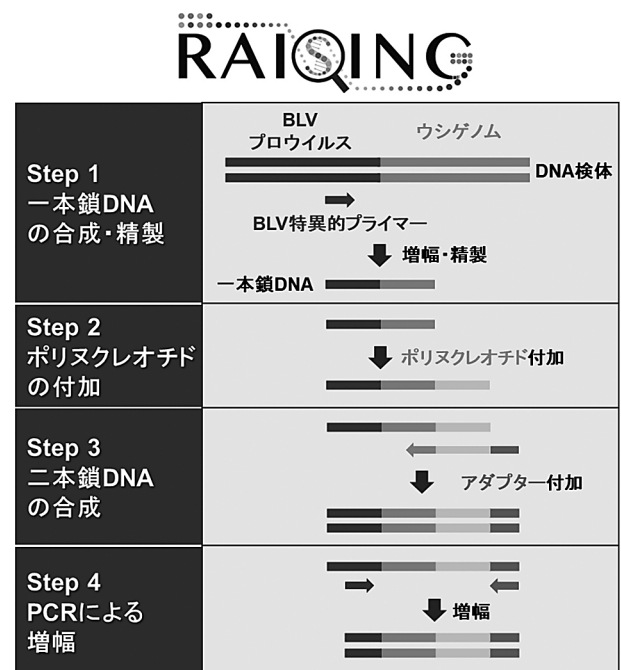 RAIQING
Step 1
一本鎖DNA
の合成・精製
BLV
プロウイルス
ウシゲノム
DNA検体
BLV特異的プライマー
増幅・精製
一本鎖DNA
Step 2
ポリヌクレオチド
の付加
ポリヌクレオチド付加
Step 3
二本鎖DNA
の合成
アダプター付加
Step 4
PCRによる
増幅
増幅